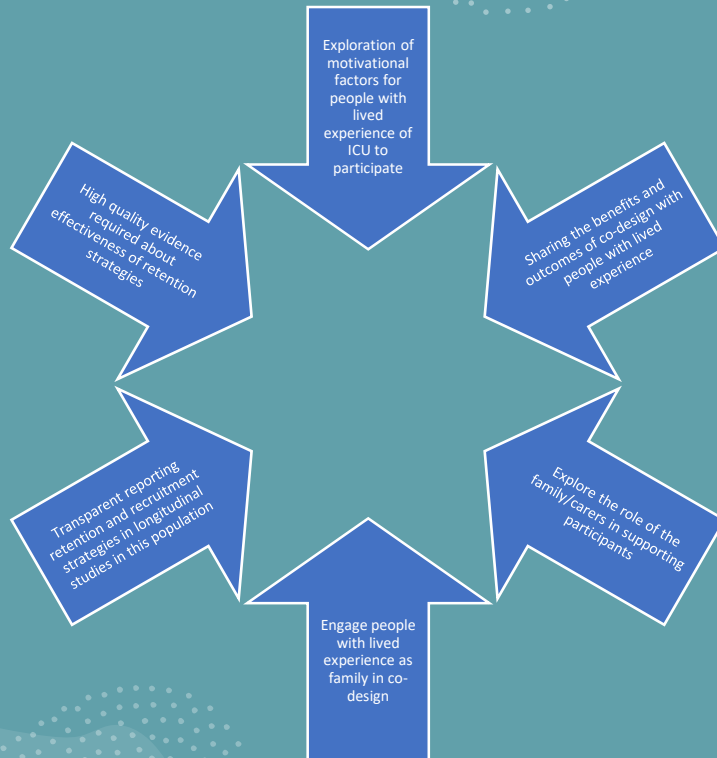 Exploration of
motivational
factors for
people with
lived
experience of
ICU to
participate
Sharing the benefits and
outcomes of co-design with
people with lived
experience
Explore the role of the
family/carers in supporting
participants
Engage people
with lived
experience as
family in co-
design
Transparent reporting
retention and recruitment
strategies in longitudinal
studies in this population
High quality evidence
required about
effectiveness of retention
strategies